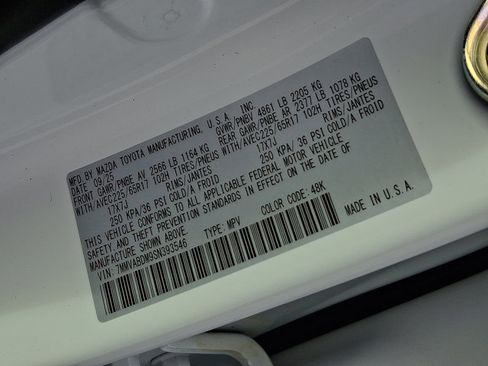 MFD BY MAZDA TOYOTA MANUFACTURING, U.S.A., INC.
DATE: 09/25 GVWR/PNBV 4861 LB 2205 KG
FRONT GAWR/PNBE AV 2566 LB 1164 KG REAR GAWR/PNBE AR 2377 LB 1078 KG
WITH/AVEC225/65R17 102H TIRES/PNEUS WITH/AVEC225/65R17 102H TIRES/PNEUS
17X7J RIMS/JANTES 17X7J RIMS/JANTES
250 KPA/36 PSI COLD/A FROID 250 KPA/36 PSI COLD/A FROID
THIS VEHICLE CONFORMS TO ALL APPLICABLE FEDERAL MOTOR VEHICLE
SAFETY AND THEFT PREVENTION STANDARDS IN EFFECT ON THE DATE OF
MANUFACTURE SHOWN ABOVE.
VIN: 7MMVABDM9SN393546 TYPE: MPV COLOR CODE: 48K MADE IN U.S.A.